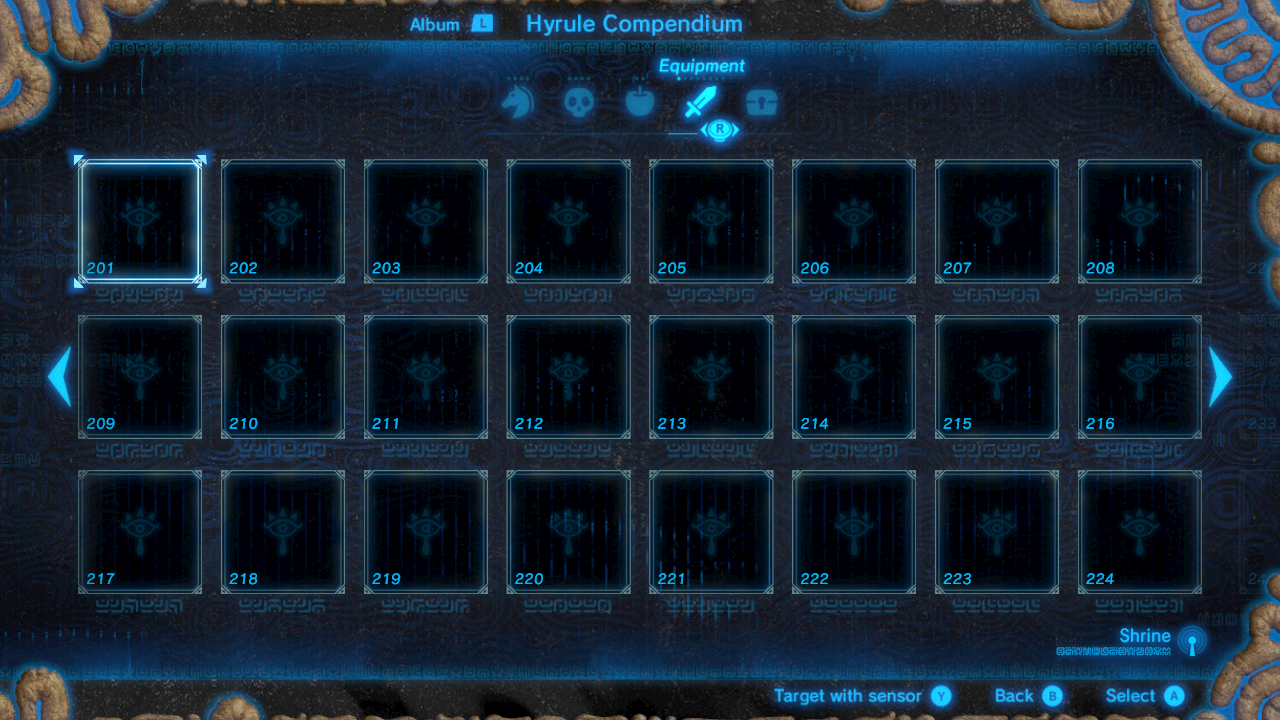 Album L Hyrule Compendium
Equipment
R
201 202 203 204 205 206 207 208
209 210 211 212 213 214 215 216
233
217 218 219 220 221 222 223 224
Shrine
Target with sensor Y Back B Select A